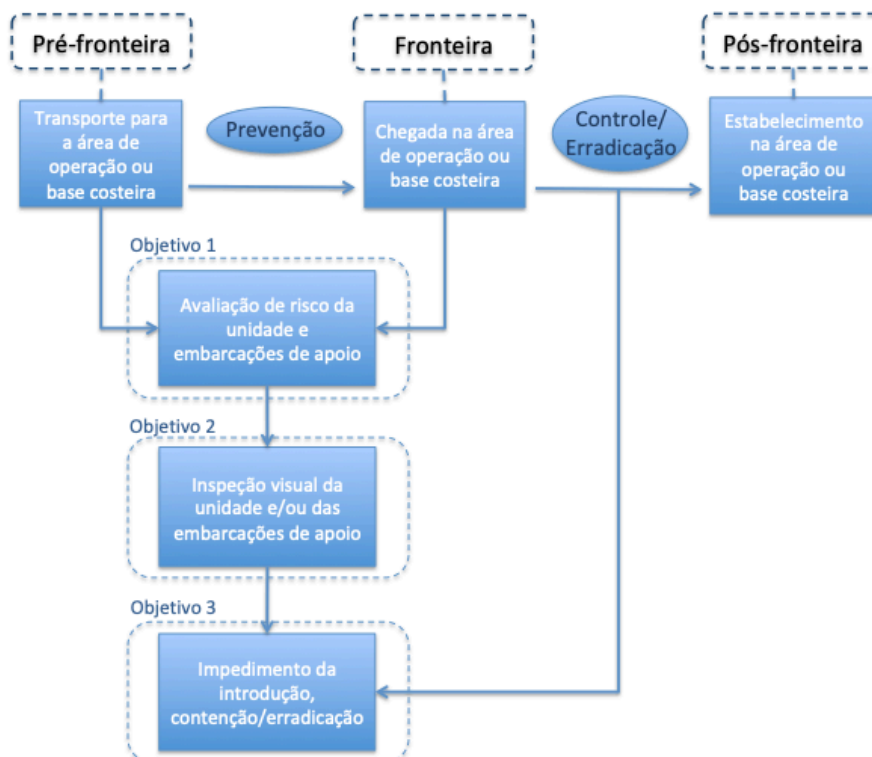 Pré-fronteira
Fronteira
Pós-fronteira
Transporte para
a área de
operação ou
base costeira
Prevenção
Chegada na área
de operação ou
base costeira
Controle/
Erradicação
Estabelecimento
na área de
operação ou
base costeira
Objetivo 1
Avaliação de risco da
unidade e
embarcações de apoio
Objetivo 2
Inspeção visual da
unidade e/ou das
embarcações de apoio
Objetivo 3
Impedimento da
introdução,
contenção/erradicação